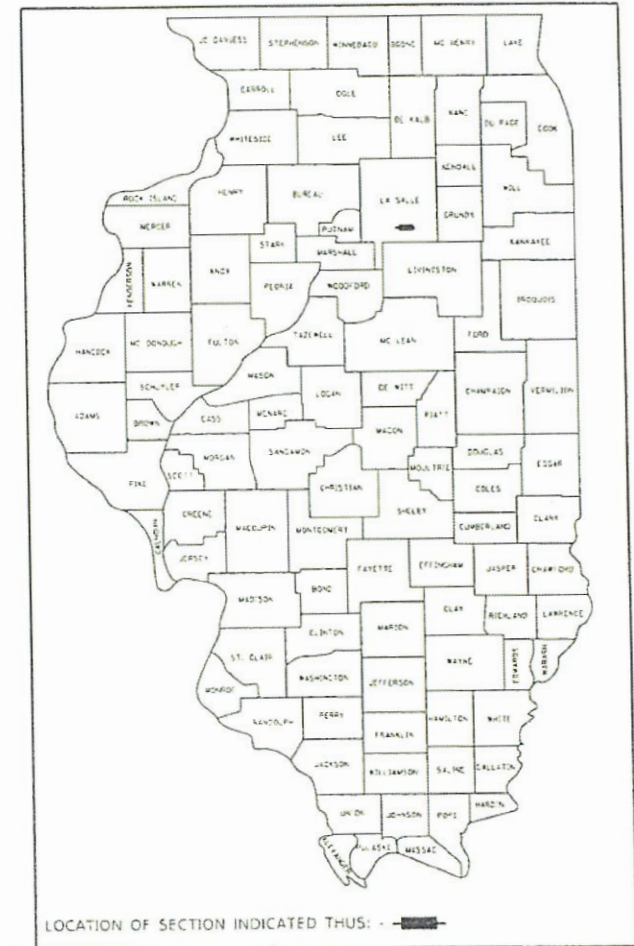 JO DAVIESS STEPHENSON WINNEBAGO BOONE MC HENRY LAKE
CARROLL OGLE DE KALB KANE DU PAGE COOK
WHITESIDE LEE KENDALL WILL
ROCK ISLAND HENRY BUREAU PUTNAM LA SALLE GRUNDY
MERCER STARK MARSHALL KANKAKEE
HENDERSON WARREN KNOX PEORIA WOODFORD LIVINGSTON IROQUOIS
HANCOCK MC DONOUGH FULTON TAZEWELL MC LEAN FORD
SCHUYLER MASON LOGAN DE WITT CHAMPAIGN VERMILION
ADAMS BROWN CASS MENARD MACON PIATT
PIKE SCOTT MORGAN SANGAMON CHRISTIAN MOULTRIE DOUGLAS EDGAR
CALHOUN GREENE MACOUPIN MONTGOMERY SHELBY COLES
JERSEY CUMBERLAND CLARK
MADISON BOND FAYETTE EFFINGHAM JASPER CRAWFORD
CLINTON MARION CLAY RICHLAND LAWRENCE
ST. CLAIR WASHINGTON JEFFERSON WAYNE EDWARDS WABASH
MONROE RANDOLPH PERRY FRANKLIN HAMILTON WHITE
JACKSON WILLIAMSON SALINE GALLATIN
UNION JOHNSON POPE HARDIN
ALEXANDER PULASKI MASSAC
LOCATION OF SECTION INDICATED THUS: -